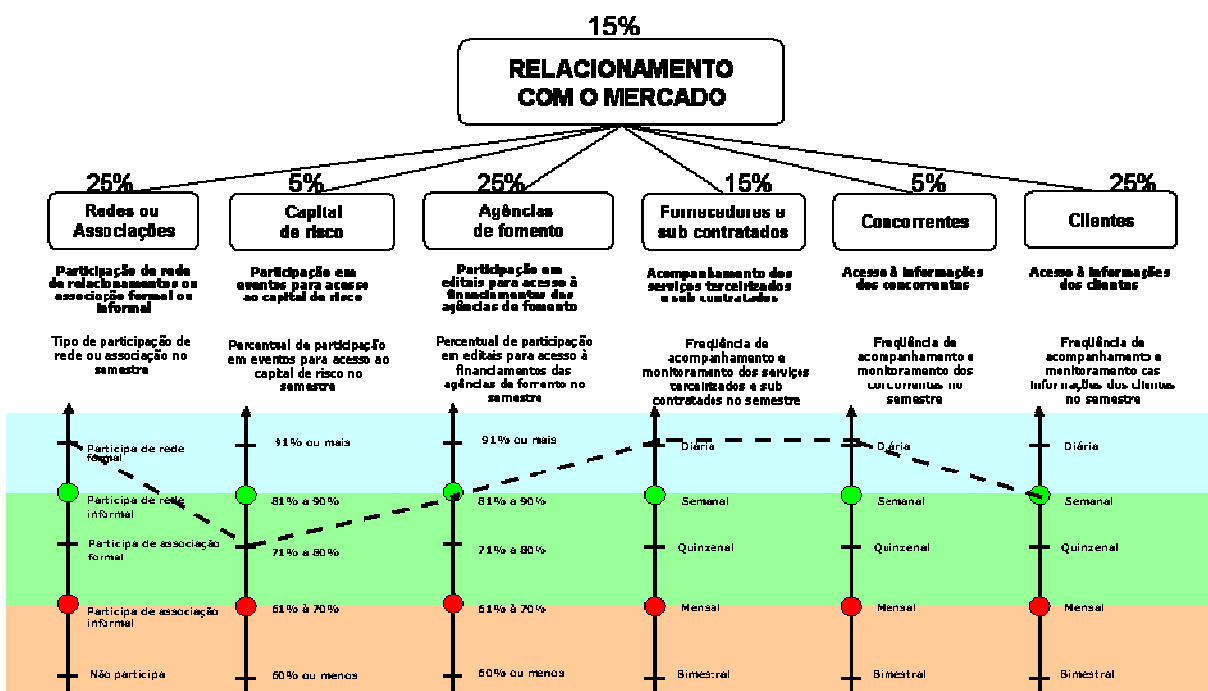 15%
RELACIONAMENTO
COM O MERCADO
25%
Redes ou
Associações
5%
Capital
de risco
25%
Agências
de fomento
15%
Fornecedores e
sub contratados
5%
Concorrentes
25%
Clientes
Participação de rede
de relacionamentos ou
associação formal ou
informal
Participação em
eventos para acesso
ao capital de risco
Participação em
editais para acesso à
financiamentos das
agências de fomento
Acompanhamento dos
serviços terceirizados
e sub contratados
Acesso à informações
dos concorrentes
Acesso à informações
dos clientes
Tipo de participação de
rede ou associação no
semestre
Percentual de participação
em eventos para acesso ao
capital de risco no
semestre
Percentual de participação
em editais para acesso à
financiamentos das
agências de fomento no
semestre
Freqüência de
acompanhamento e
monitoramento dos serviços
terceirizados e sub
contratados no semestre
Freqüência de
acompanhamento e
monitoramento dos
concorrentes no
semestre
Freqüência de
acompanhamento e
monitoramento das
informações dos clientes
no semestre
Participa de rede
formal
Participa de rede
informal
Participa de associação
formal
Participa de associação
informal
Não participa
91% ou mais
81% a 90%
71% a 80%
61% à 70%
60% ou menos
91% ou mais
81% a 90%
71% à 80%
61% à 70%
60% ou menos
Diária
Semanal
Quinzenal
Mensal
Bimestral
Diária
Semanal
Quinzenal
Mensal
Bimestral
Diária
Semanal
Quinzenal
Mensal
Bimestral